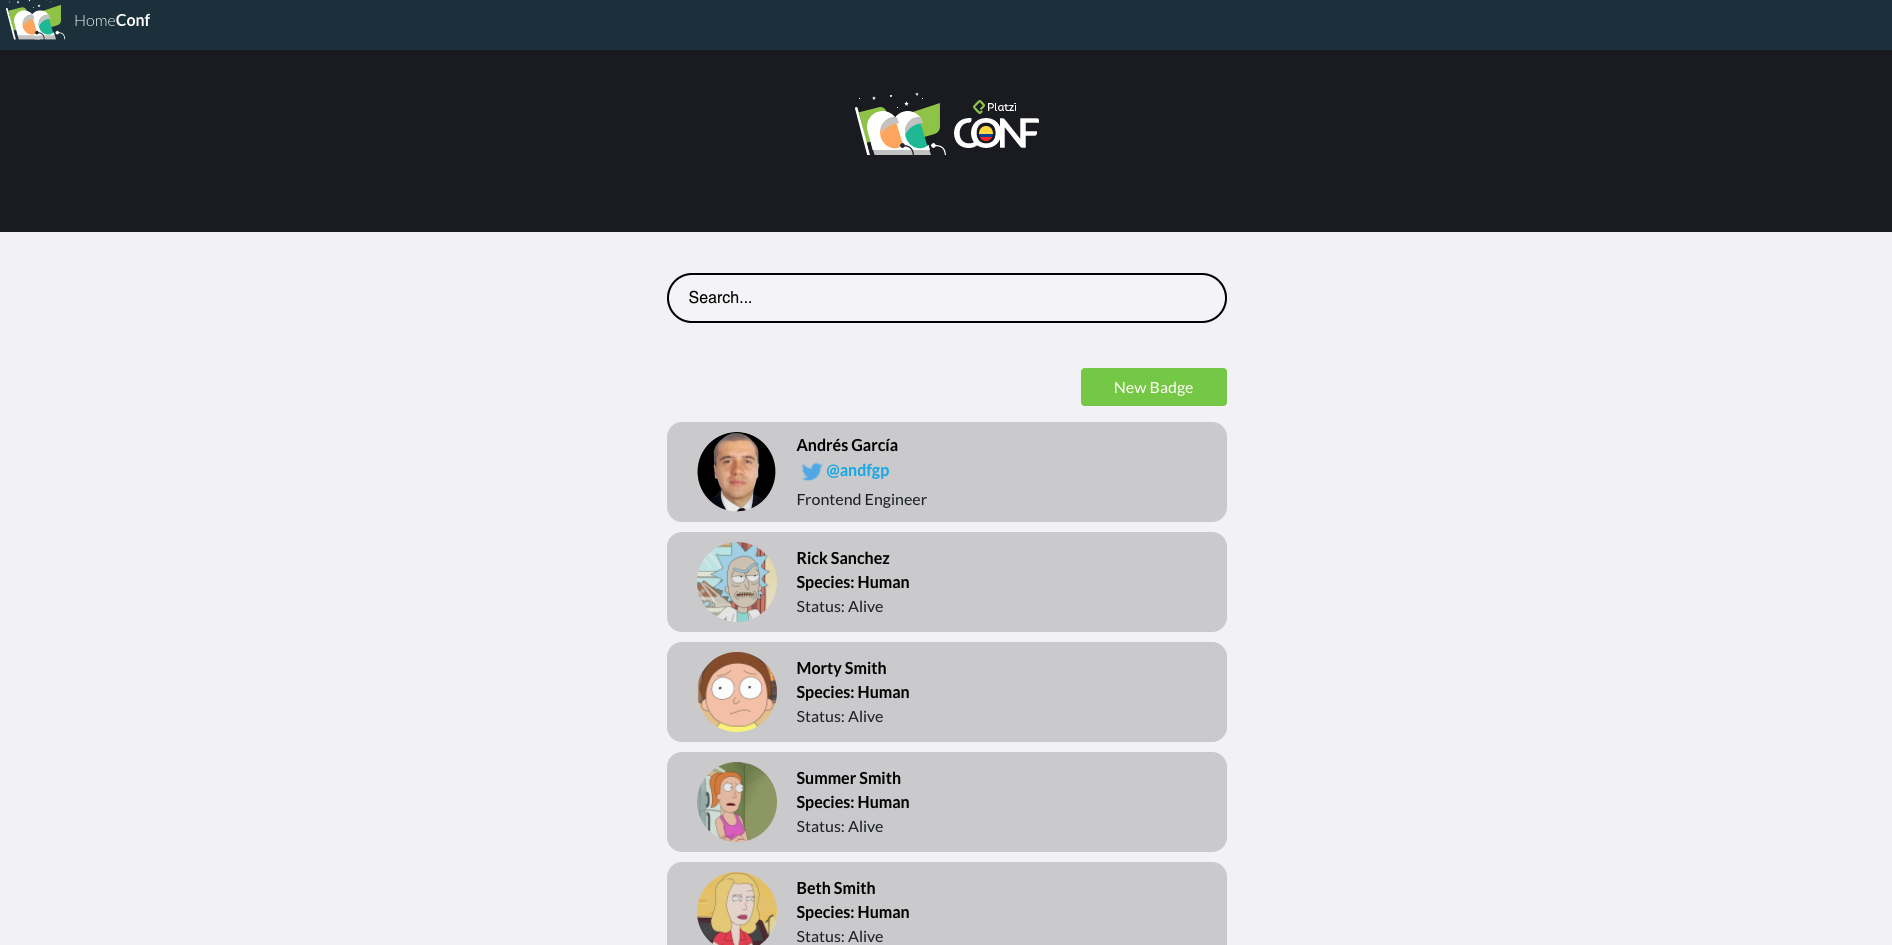 HomeConf
Platzi
CONF
Search...
New Badge
Andrés García
@andfgp
Frontend Engineer
Rick Sanchez
Species: Human
Status: Alive
Morty Smith
Species: Human
Status: Alive
Summer Smith
Species: Human
Status: Alive
Beth Smith
Species: Human
Status: Alive